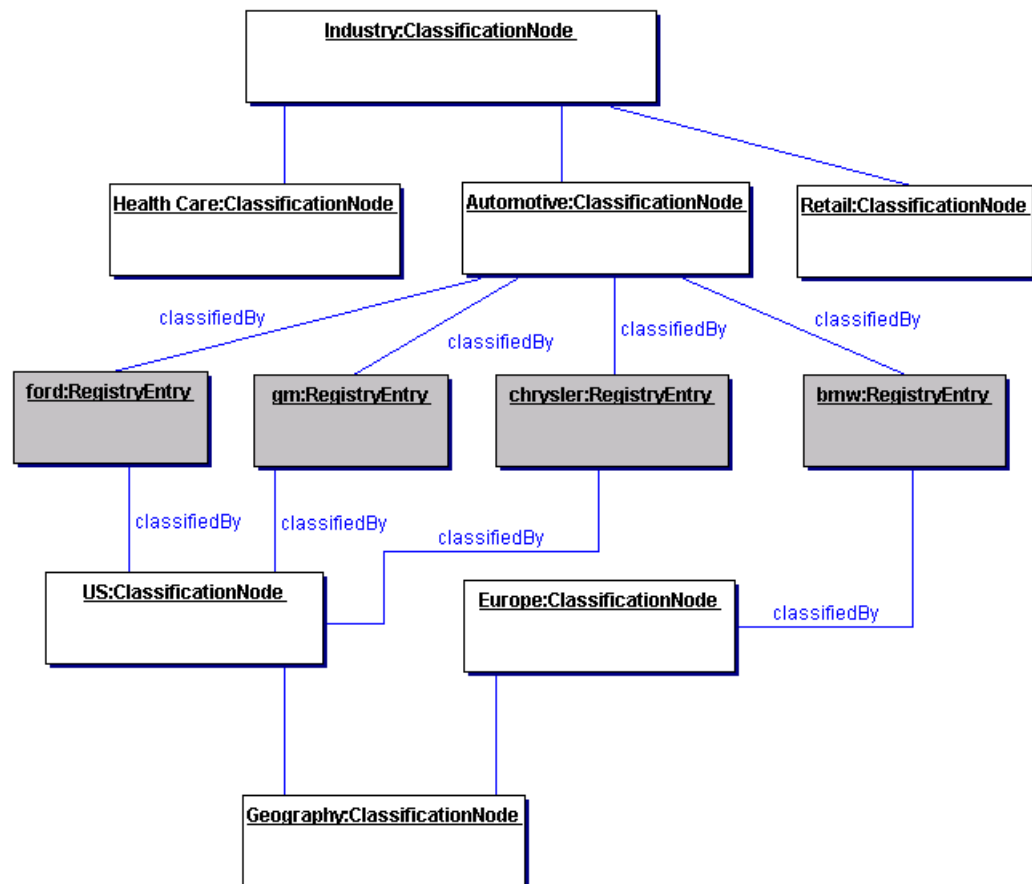 Industry:ClassificationNode
Health Care:ClassificationNode
Automotive:ClassificationNode
Retail:ClassificationNode
classifiedBy
classifiedBy
classifiedBy
classifiedBy
ford:RegistryEntry
gm:RegistryEntry
chrysler:RegistryEntry
bmw:RegistryEntry
classifiedBy
classifiedBy
classifiedBy
US:ClassificationNode
Europe:ClassificationNode
classifiedBy
Geography:ClassificationNode